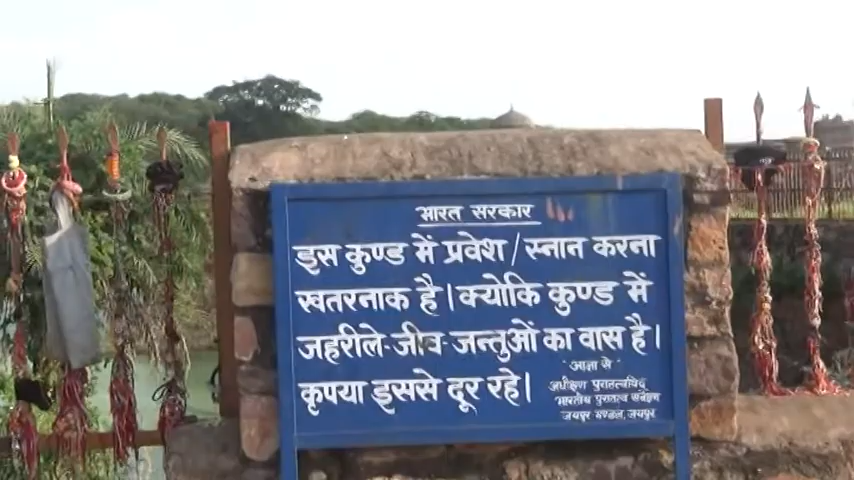 भारत सरकार
इस कुण्ड में प्रवेश/स्नान करना
खतरनाक है। क्योकि कुण्ड में
जहरीले-जीव जन्तुओं का वास है।
कृपया इससे दूर रहें।
"आज्ञा से"
अधीक्षण पुरातत्वविद्
भारतीय पुरातत्व सर्वेक्षण
जयपुर मण्डल, जयपुर